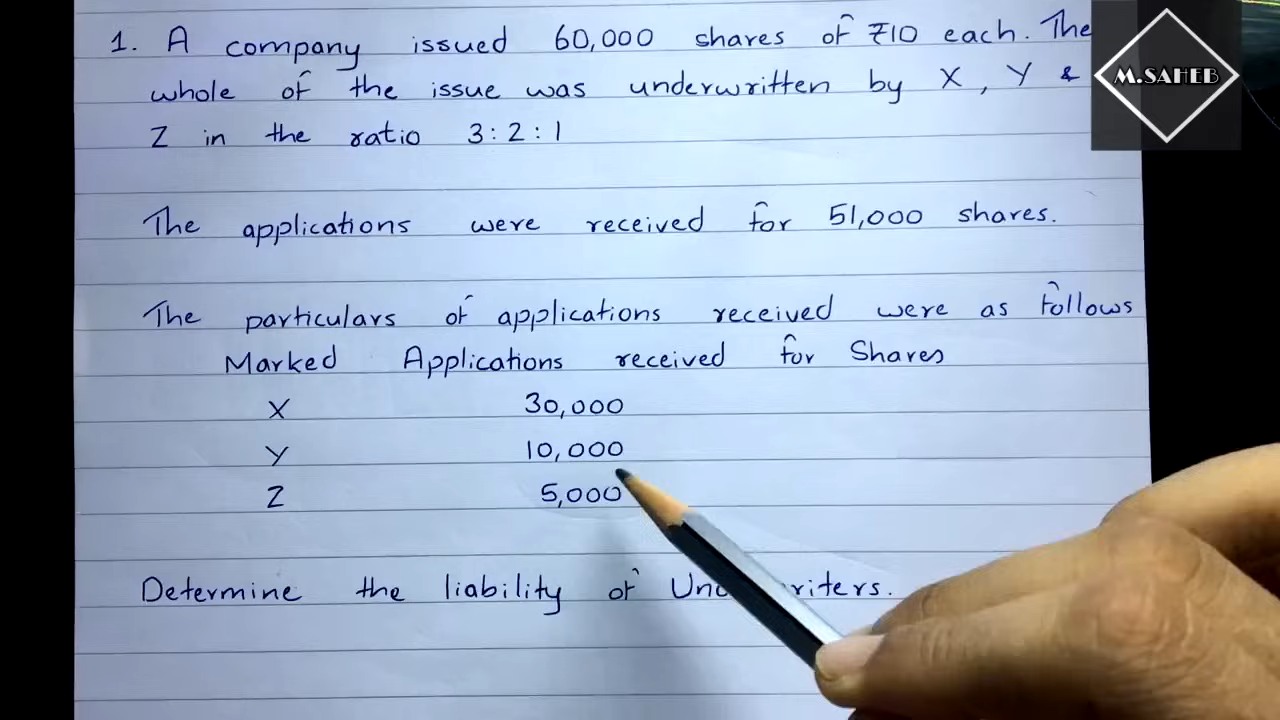 1. A company issued 60,000 shares of ₹10 each. The
whole of the issue was underwritten by X, Y &
Z in the ratio 3:2:1
The applications were received for 51,000 shares.
The particulars of applications received were as follows
Marked Applications received for Shares
X 30,000
Y 10,000
Z 5,000
Determine the liability of
M.SAHEB